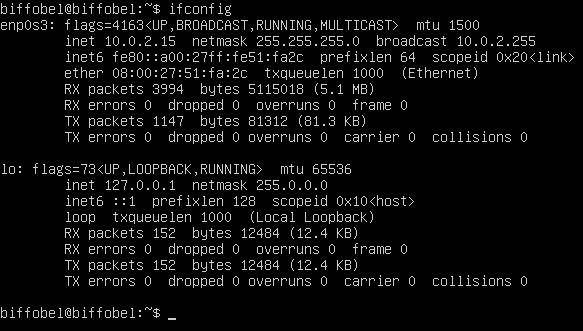 biffobel@biffobel:~$ ifconfig
enp0s3: flags=4163<UP,BROADCAST,RUNNING,MULTICAST>  mtu 1500
        inet 10.0.2.15  netmask 255.255.255.0  broadcast 10.0.2.255
        inet6 fe80::a00:27ff:fe51:fa2c  prefixlen 64  scopeid 0x20<link>
        ether 08:00:27:51:fa:2c  txqueuelen 1000  (Ethernet)
        RX packets 3994  bytes 5115018 (5.1 MB)
        RX errors 0  dropped 0  overruns 0  frame 0
        TX packets 1147  bytes 81312 (81.3 KB)
        TX errors 0  dropped 0 overruns 0  carrier 0  collisions 0
lo: flags=73<UP,LOOPBACK,RUNNING>  mtu 65536
        inet 127.0.0.1  netmask 255.0.0.0
        inet6 ::1  prefixlen 128  scopeid 0x10<host>
        loop  txqueuelen 1000  (Local Loopback)
        RX packets 152  bytes 12484 (12.4 KB)
        RX errors 0  dropped 0  overruns 0  frame 0
        TX packets 152  bytes 12484 (12.4 KB)
        TX errors 0  dropped 0 overruns 0  carrier 0  collisions 0
biffobel@biffobel:~$ _